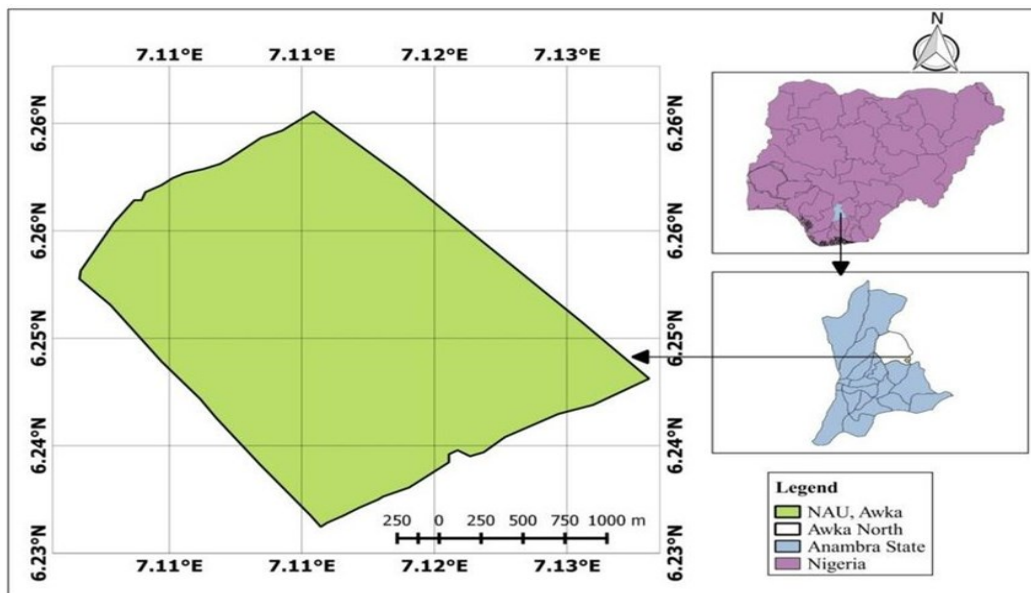 N
7.11°E 7.11°E 7.12°E 7.13°E
6.26°N 6.26°N
6.26°N 6.26°N
6.25°N 6.25°N
6.24°N 6.24°N
6.23°N 6.23°N
250 0 250 500 750 1000 m
7.11°E 7.11°E 7.12°E 7.13°E
Legend
NAU, Awka
Awka North
Anambra State
Nigeria